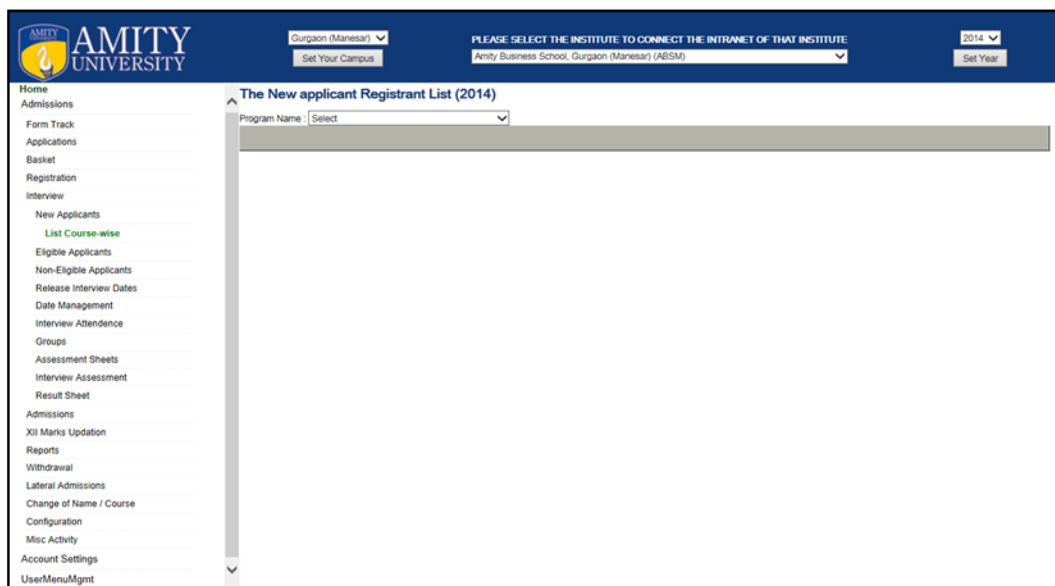 AMITY
UNIVERSITY
AMITY
UNIVERSITY
Gurgaon (Manesar)
Set Your Campus
PLEASE SELECT THE INSTITUTE TO CONNECT THE INTRANET OF THAT INSTITUTE
Amity Business School, Gurgaon (Manesar) (ABSM)
2014
Set Year
Home
Admissions
Form Track
Applications
Basket
Registration
Interview
New Applicants
List Course-wise
Eligible Applicants
Non-Eligible Applicants
Release Interview Dates
Date Management
Interview Attendence
Groups
Assessment Sheets
Interview Assessment
Result Sheet
Admissions
XII Marks Updation
Reports
Withdrawal
Lateral Admissions
Change of Name / Course
Configuration
Misc Activity
Account Settings
UserMenuMgmt
The New applicant Registrant List (2014)
Program Name : Select